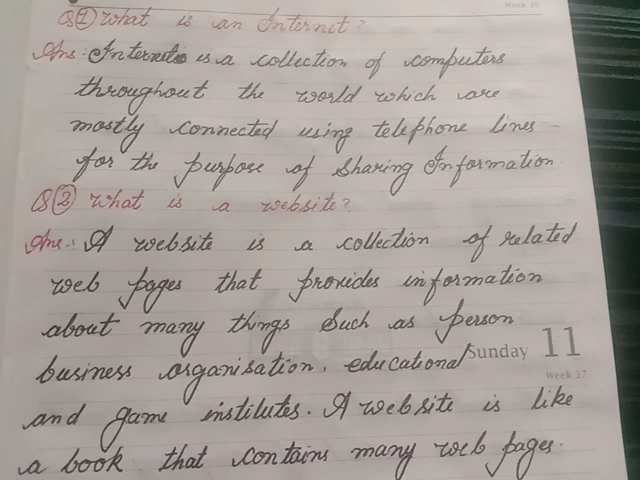 Week 36
Q(1) What is an Internet?
Ans: Internet is a collection of computers
throughout the world which are
mostly connected using telephone lines
for the purpose of Sharing Information.
Q(2) What is a website?
Ans: A website is a collection of related
web pages that provides information
about many things Such as person
business organisation, educational
Sunday 11
Week 37
and game institutes. A website is like
a book that contains many web pages.